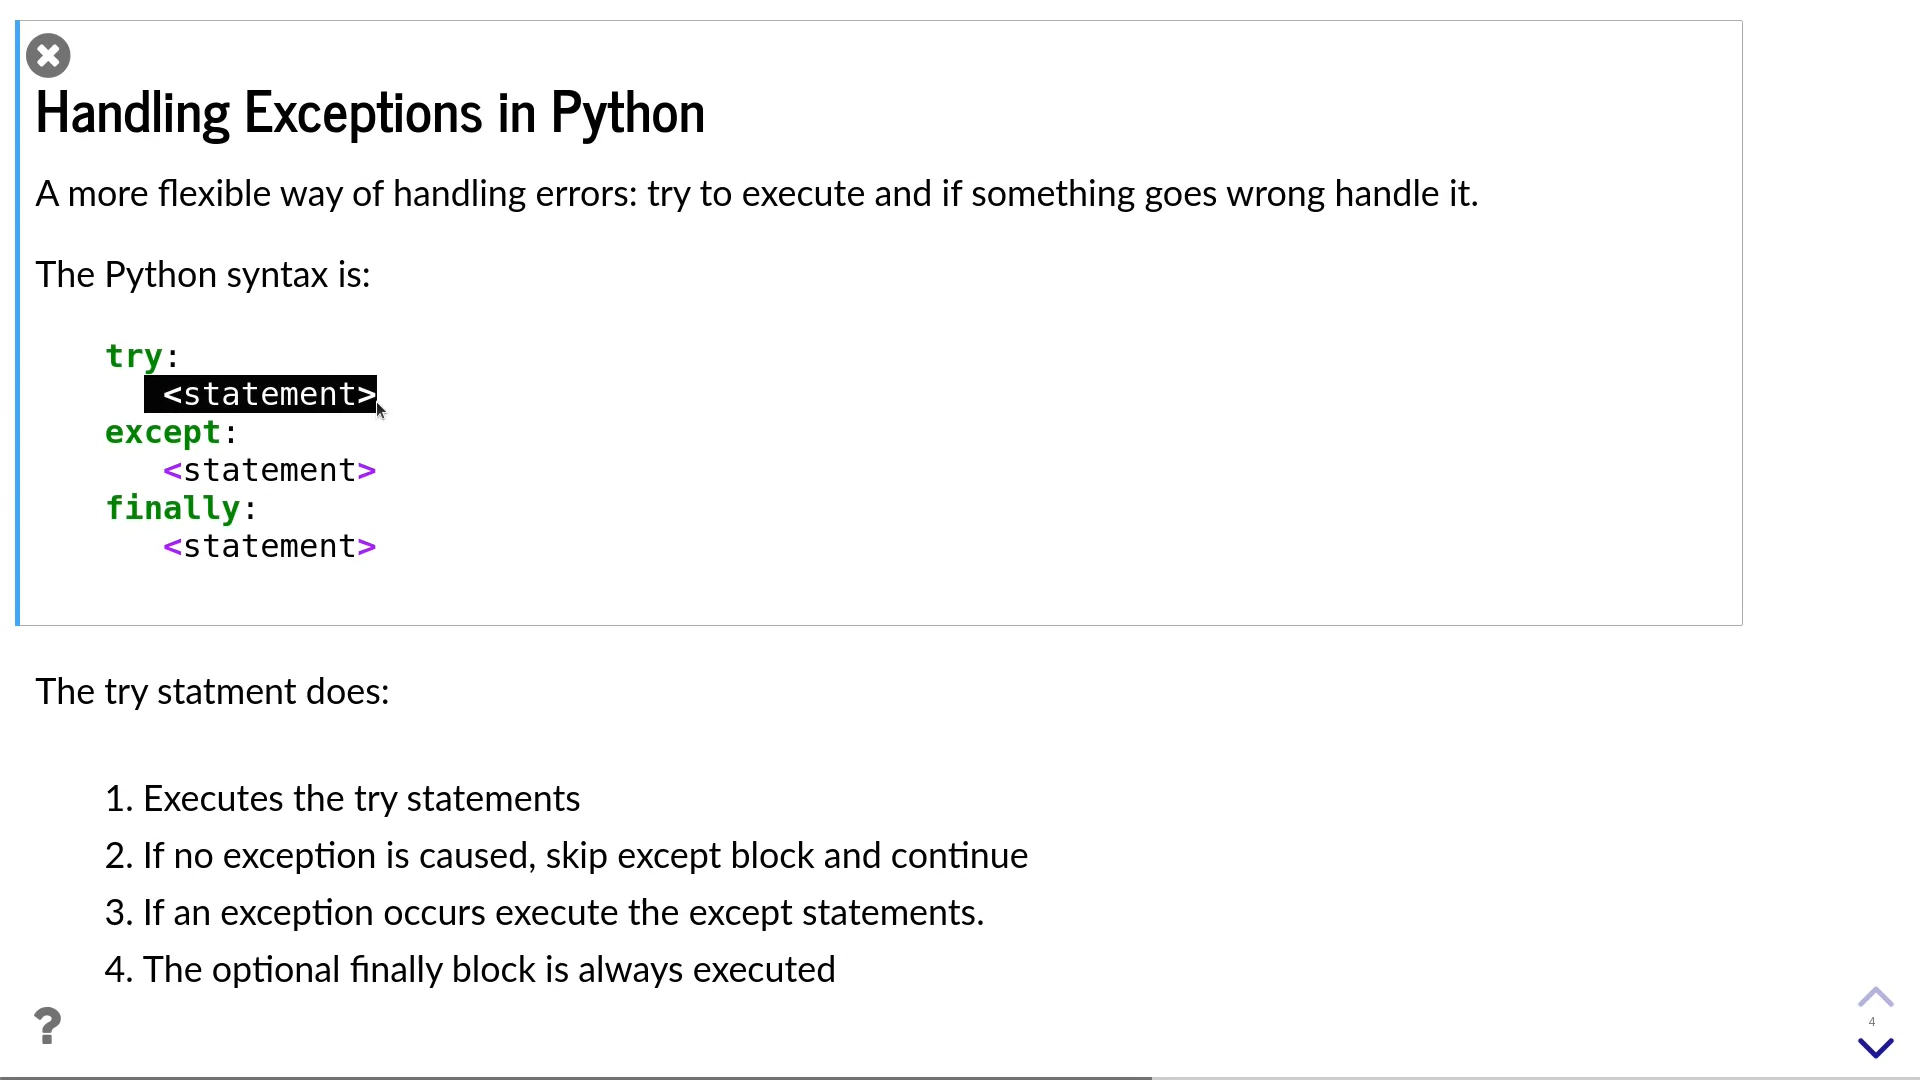 Handling Exceptions in Python
A more flexible way of handling errors: try to execute and if something goes wrong handle it.
The Python syntax is:
try:
<statement>
except:
<statement>
finally:
<statement>
The try statment does:
1. Executes the try statements
2. If no exception is caused, skip except block and continue
3. If an exception occurs execute the except statements.
4. The optional finally block is always executed
?
4